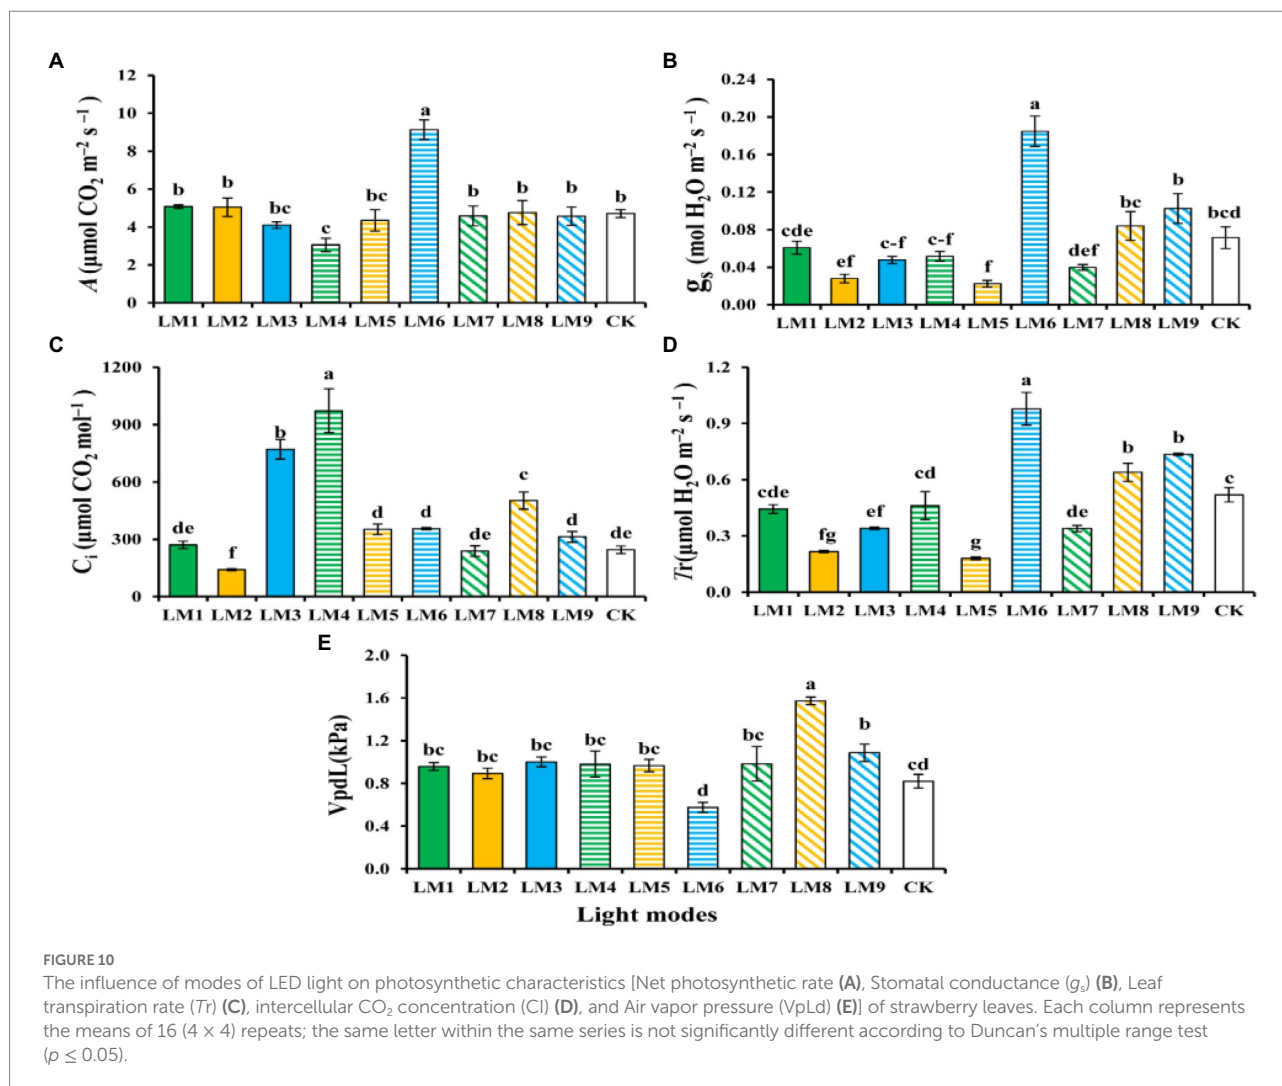 A
A (μmol CO₂ m⁻² s⁻¹)
12
10
8
6
4
2
0
b b bc c bc a b b b b
LM1 LM2 LM3 LM4 LM5 LM6 LM7 LM8 LM9 CK
B
gₛ (mol H₂O m⁻² s⁻¹)
0.24
0.20
0.16
0.12
0.08
0.04
0.00
cde ef c-f c-f f a def bc b bcd
LM1 LM2 LM3 LM4 LM5 LM6 LM7 LM8 LM9 CK
C
Cᵢ (μmol CO₂ mol⁻¹)
1200
900
600
300
0
de f b a d d de c d de
LM1 LM2 LM3 LM4 LM5 LM6 LM7 LM8 LM9 CK
D
Tr(μmol H₂O m⁻² s⁻¹)
1.2
0.9
0.6
0.3
0.0
cde fg ef cd g a de b b c
LM1 LM2 LM3 LM4 LM5 LM6 LM7 LM8 LM9 CK
E
VpdL(kPa)
2.0
1.6
1.2
0.8
0.4
0.0
bc bc bc bc bc d bc a b cd
LM1 LM2 LM3 LM4 LM5 LM6 LM7 LM8 LM9 CK
Light modes
FIGURE 10
The influence of modes of LED light on photosynthetic characteristics [Net photosynthetic rate (A), Stomatal conductance (gₛ) (B), Leaf
transpiration rate (Tr) (C), intercellular CO₂ concentration (CI) (D), and Air vapor pressure (VpLd) (E)] of strawberry leaves. Each column represents
the means of 16 (4 × 4) repeats; the same letter within the same series is not significantly different according to Duncan's multiple range test
(p ≤ 0.05).